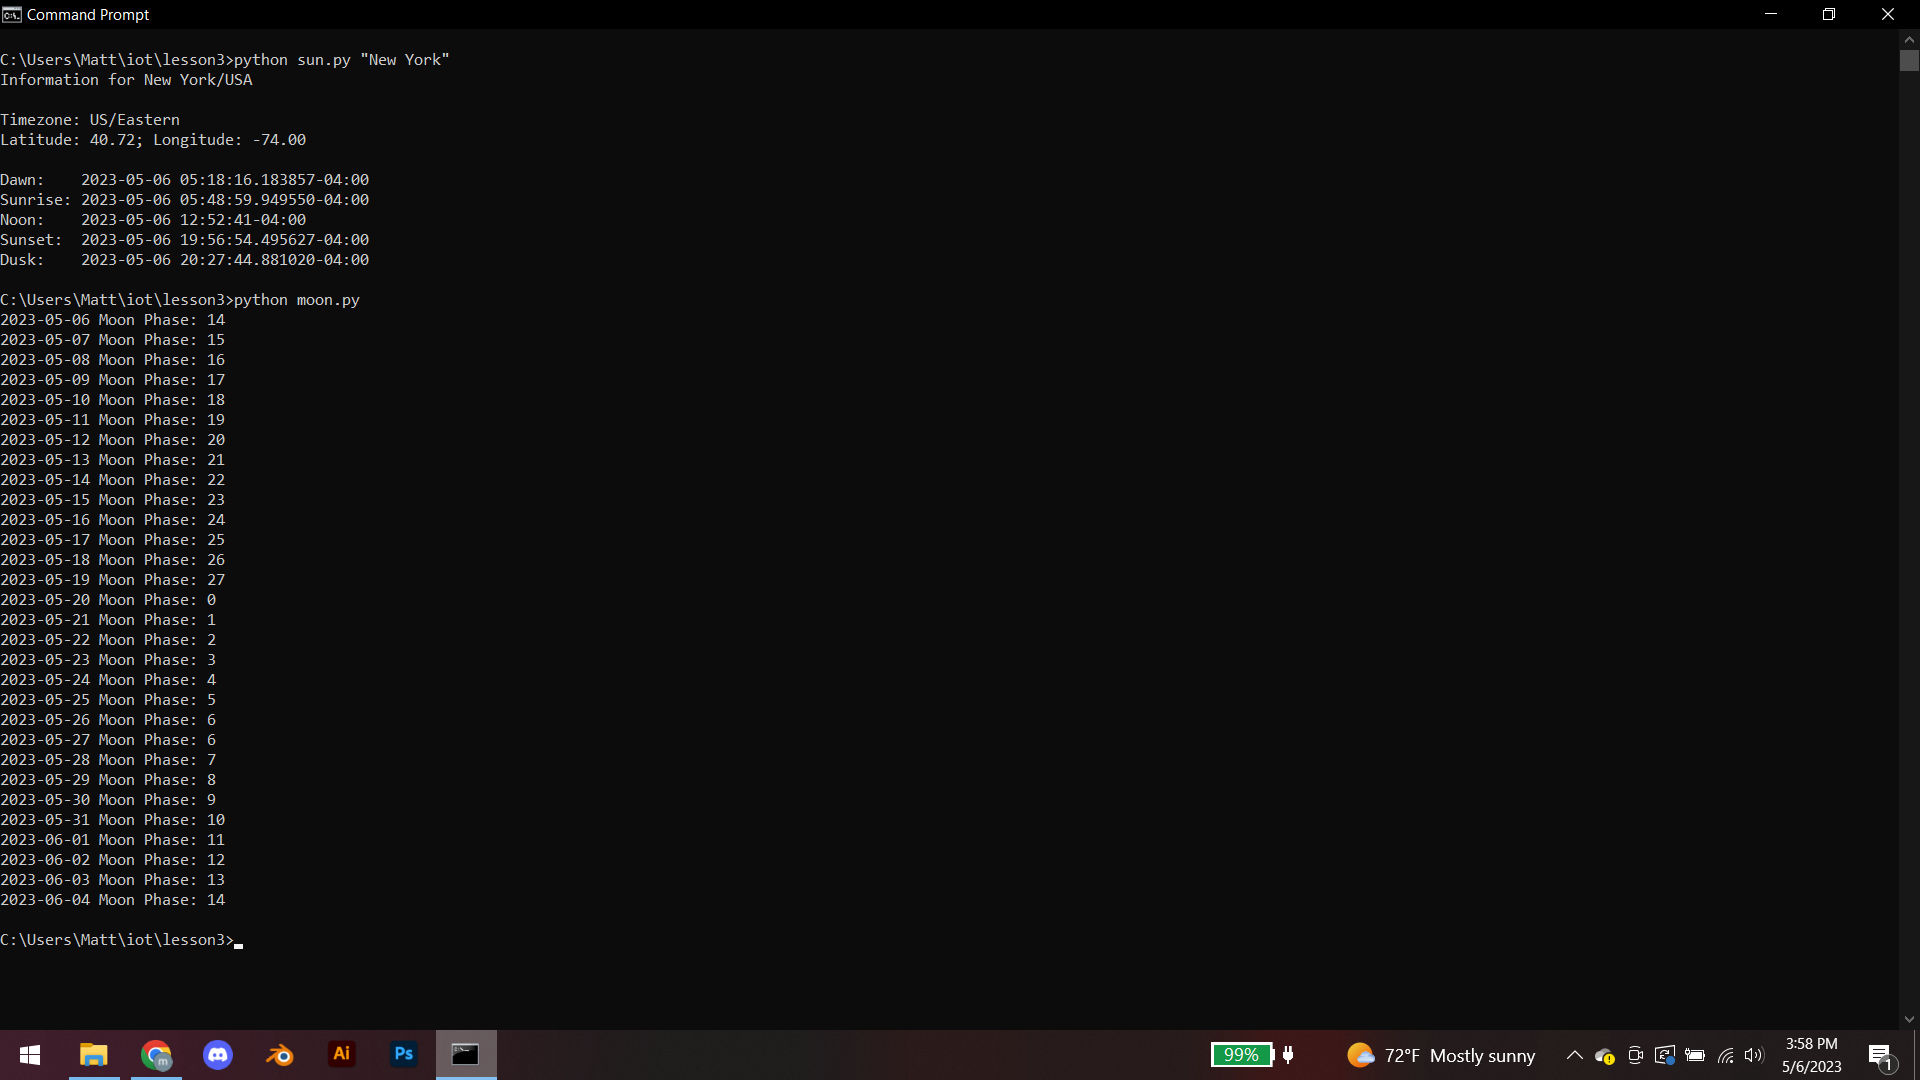 Command Prompt
C:\Users\Matt\iot\lesson3>python sun.py "New York"
Information for New York/USA
Timezone: US/Eastern
Latitude: 40.72; Longitude: -74.00
Dawn:    2023-05-06 05:18:16.183857-04:00
Sunrise: 2023-05-06 05:48:59.949550-04:00
Noon:    2023-05-06 12:52:41-04:00
Sunset:  2023-05-06 19:56:54.495627-04:00
Dusk:    2023-05-06 20:27:44.881020-04:00
C:\Users\Matt\iot\lesson3>python moon.py
2023-05-06 Moon Phase: 14
2023-05-07 Moon Phase: 15
2023-05-08 Moon Phase: 16
2023-05-09 Moon Phase: 17
2023-05-10 Moon Phase: 18
2023-05-11 Moon Phase: 19
2023-05-12 Moon Phase: 20
2023-05-13 Moon Phase: 21
2023-05-14 Moon Phase: 22
2023-05-15 Moon Phase: 23
2023-05-16 Moon Phase: 24
2023-05-17 Moon Phase: 25
2023-05-18 Moon Phase: 26
2023-05-19 Moon Phase: 27
2023-05-20 Moon Phase: 0
2023-05-21 Moon Phase: 1
2023-05-22 Moon Phase: 2
2023-05-23 Moon Phase: 3
2023-05-24 Moon Phase: 4
2023-05-25 Moon Phase: 5
2023-05-26 Moon Phase: 6
2023-05-27 Moon Phase: 6
2023-05-28 Moon Phase: 7
2023-05-29 Moon Phase: 8
2023-05-30 Moon Phase: 9
2023-05-31 Moon Phase: 10
2023-06-01 Moon Phase: 11
2023-06-02 Moon Phase: 12
2023-06-03 Moon Phase: 13
2023-06-04 Moon Phase: 14
C:\Users\Matt\iot\lesson3>
m
Ai
Ps
99%
72°F Mostly sunny
3:58 PM
5/6/2023
1